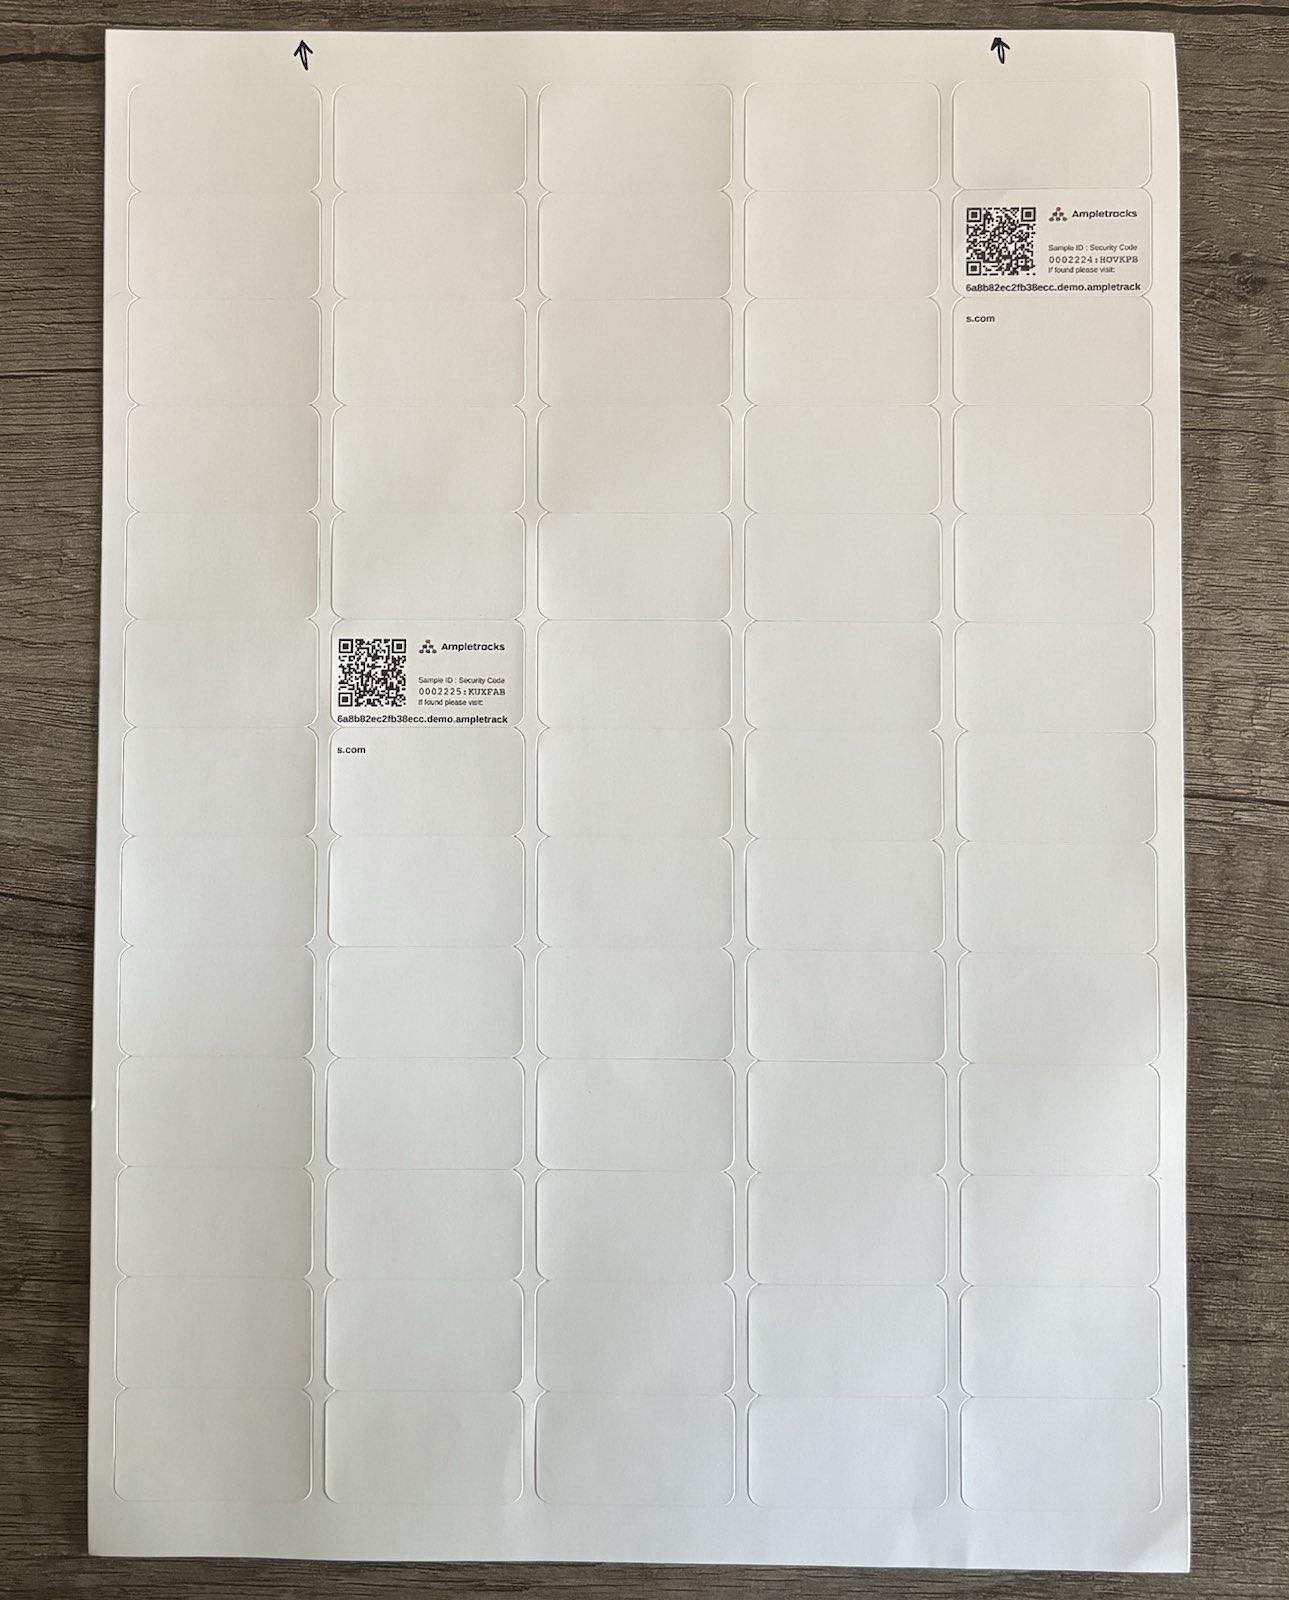 Ampletracks
Sample ID : Security Code
0002224:HOVKPB
If found please visit:
6a8b82ec2fb38ecc.demo.ampletrack
s.com
Ampletracks
Sample ID : Security Code
0002225:KUXFAB
If found please visit:
6a8b82ec2fb38ecc.demo.ampletrack
s.com